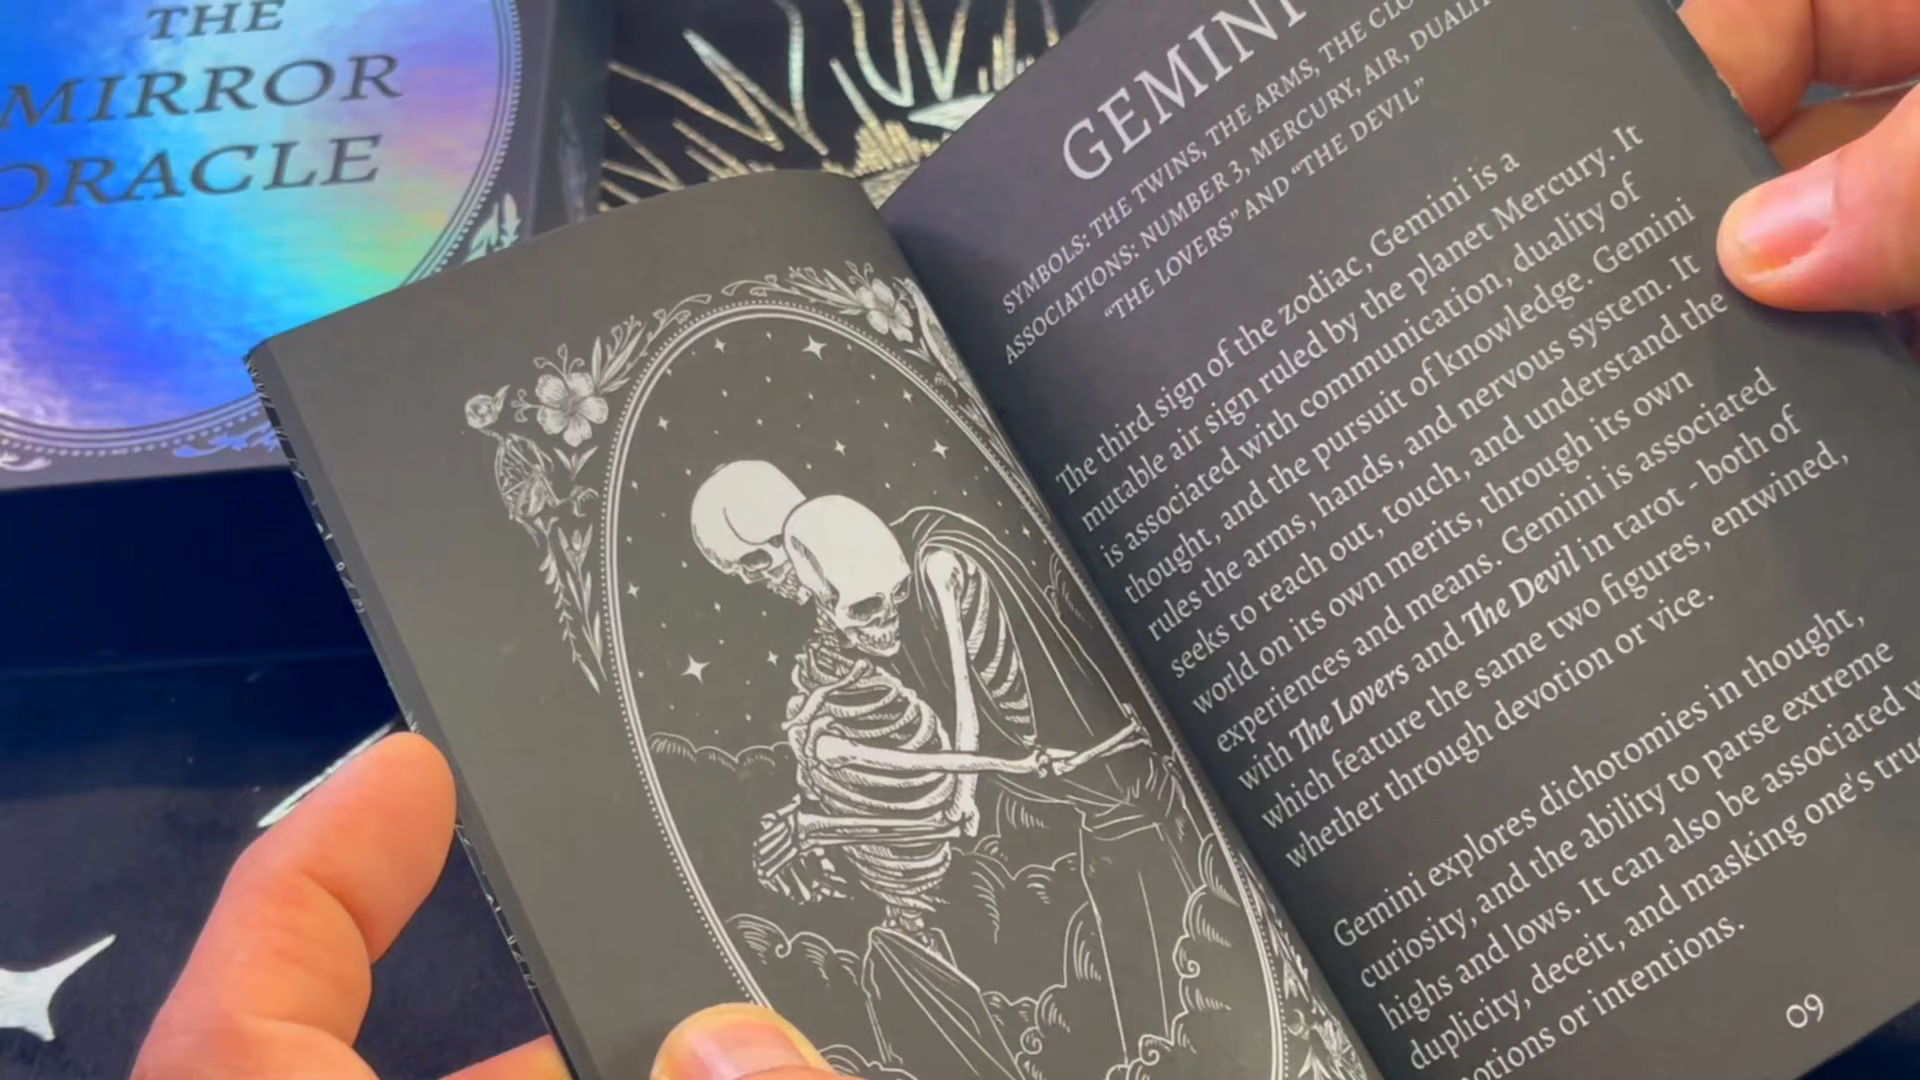 THE
MIRROR
ORACLE
GEMINI
SYMBOLS: THE TWINS, THE ARMS, THE
ASSOCIATIONS: NUMBER 3, MERCURY, AIR,
"THE LOVERS" AND "THE DEVIL"
The third sign of the zodiac, Gemini is a
mutable air sign ruled by the planet Mercury. It
is associated with communication, duality of
thought, and the pursuit of knowledge. Gemini
rules the arms, hands, and nervous system. It
seeks to reach out, touch, and understand the
world on its own merits, through its own
experiences and means. Gemini is associated
with The Lovers and The Devil in tarot - both of
which feature the same two figures, entwined,
whether through devotion or vice.
Gemini explores dichotomies in thought,
curiosity, and the ability to parse extreme
highs and lows. It can also be associated
duplicity, deceit, and masking one's
or intentions.
09